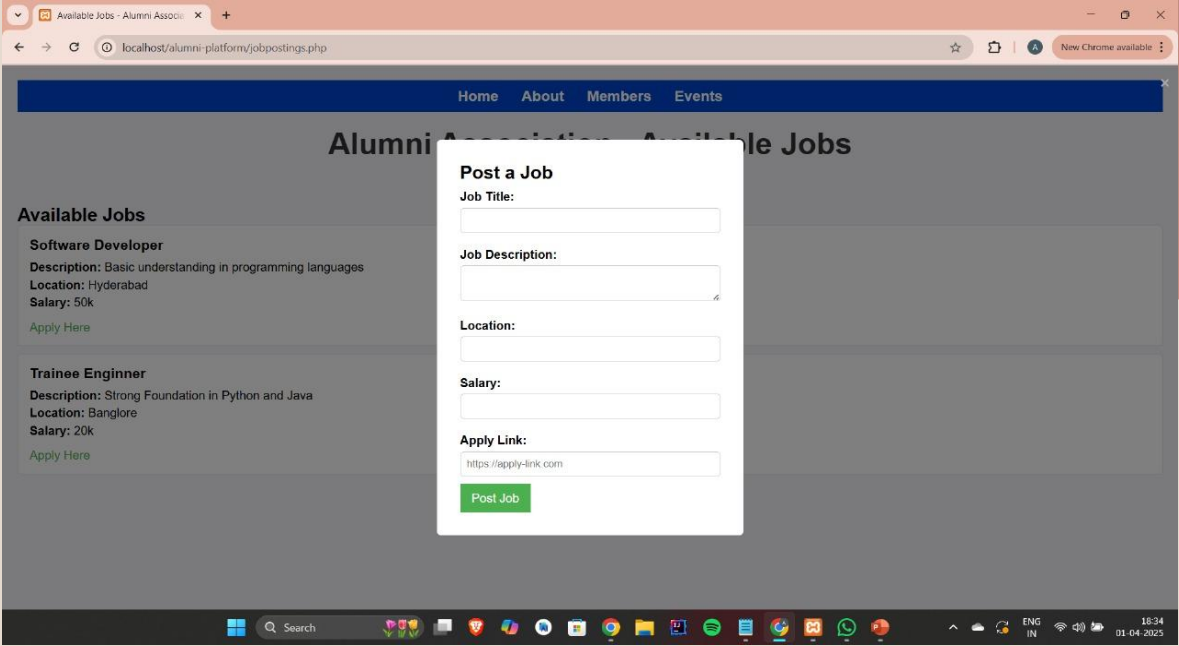 Available Jobs - Alumni Associa
localhost/alumni-platform/jobpostings.php
A
New Chrome available
Home About Members Events
Alumni Association - Available Jobs
Available Jobs
Software Developer
Description: Basic understanding in programming languages
Location: Hyderabad
Salary: 50k
Apply Here
Trainee Enginner
Description: Strong Foundation in Python and Java
Location: Banglore
Salary: 20k
Apply Here
Post a Job
Job Title:
Job Description:
Location:
Salary:
Apply Link:
https://apply-link.com
Post Job
Search
ENG
IN
18:34
01-04-2025